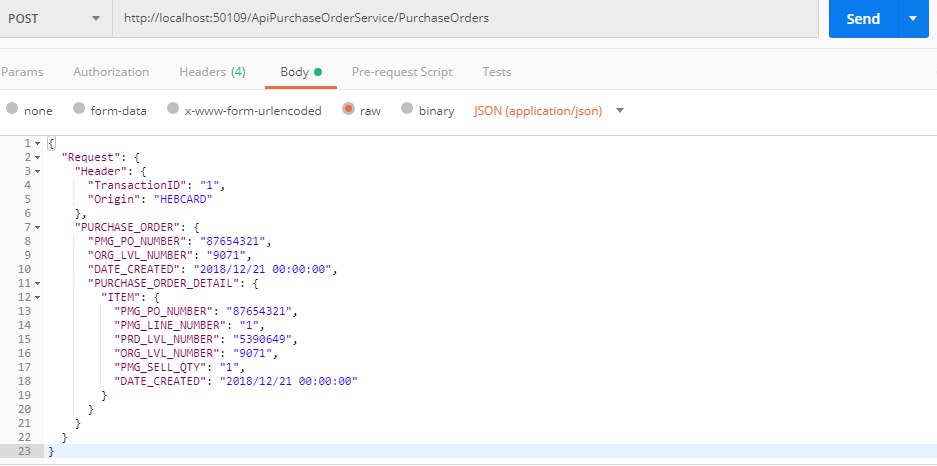 POST http://localhost:50109/ApiPurchaseOrderService/PurchaseOrders Send
Params Authorization Headers (4) Body Pre-request Script Tests
none form-data x-www-form-urlencoded raw binary JSON (application/json)
1 {
2 "Request": {
3 "Header": {
4 "TransactionID": "1",
5 "Origin": "HEBCARD"
6 },
7 "PURCHASE_ORDER": {
8 "PMG_PO_NUMBER": "87654321",
9 "ORG_LVL_NUMBER": "9071",
10 "DATE_CREATED": "2018/12/21 00:00:00",
11 "PURCHASE_ORDER_DETAIL": {
12 "ITEM": {
13 "PMG_PO_NUMBER": "87654321",
14 "PMG_LINE_NUMBER": "1",
15 "PRD_LVL_NUMBER": "5390649",
16 "ORG_LVL_NUMBER": "9071",
17 "PMG_SELL_QTY": "1",
18 "DATE_CREATED": "2018/12/21 00:00:00"
19 }
20 }
21 }
22 }
23 }